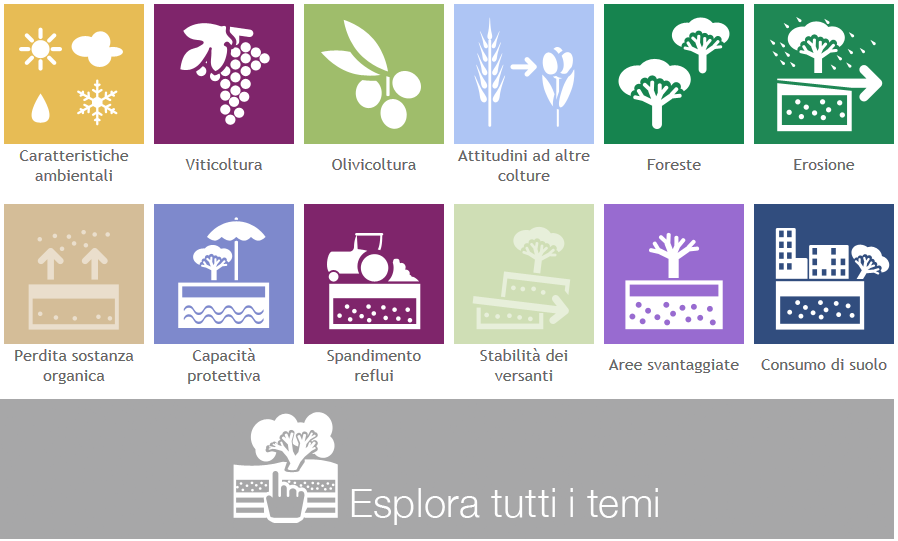 Caratteristiche
ambientali
Viticoltura
Olivicoltura
Attitudini ad altre
colture
Foreste
Erosione
Perdita sostanza
organica
Capacità
protettiva
Spandimento
reflui
Stabilità dei
versanti
Aree svantaggiate
Consumo di suolo
Esplora tutti i temi